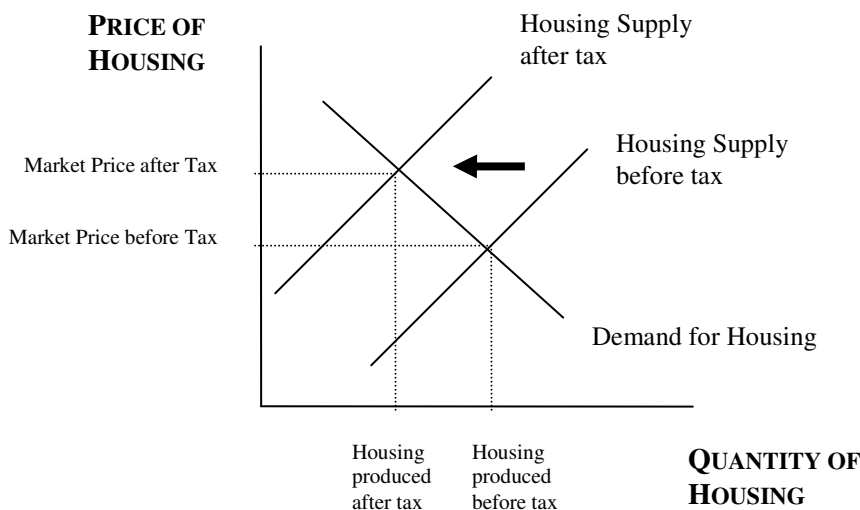 PRICE OF
HOUSING
Housing Supply
after tax
Housing Supply
before tax
Market Price after Tax
Market Price before Tax
Demand for Housing
Housing
produced
after tax
Housing
produced
before tax
QUANTITY OF
HOUSING